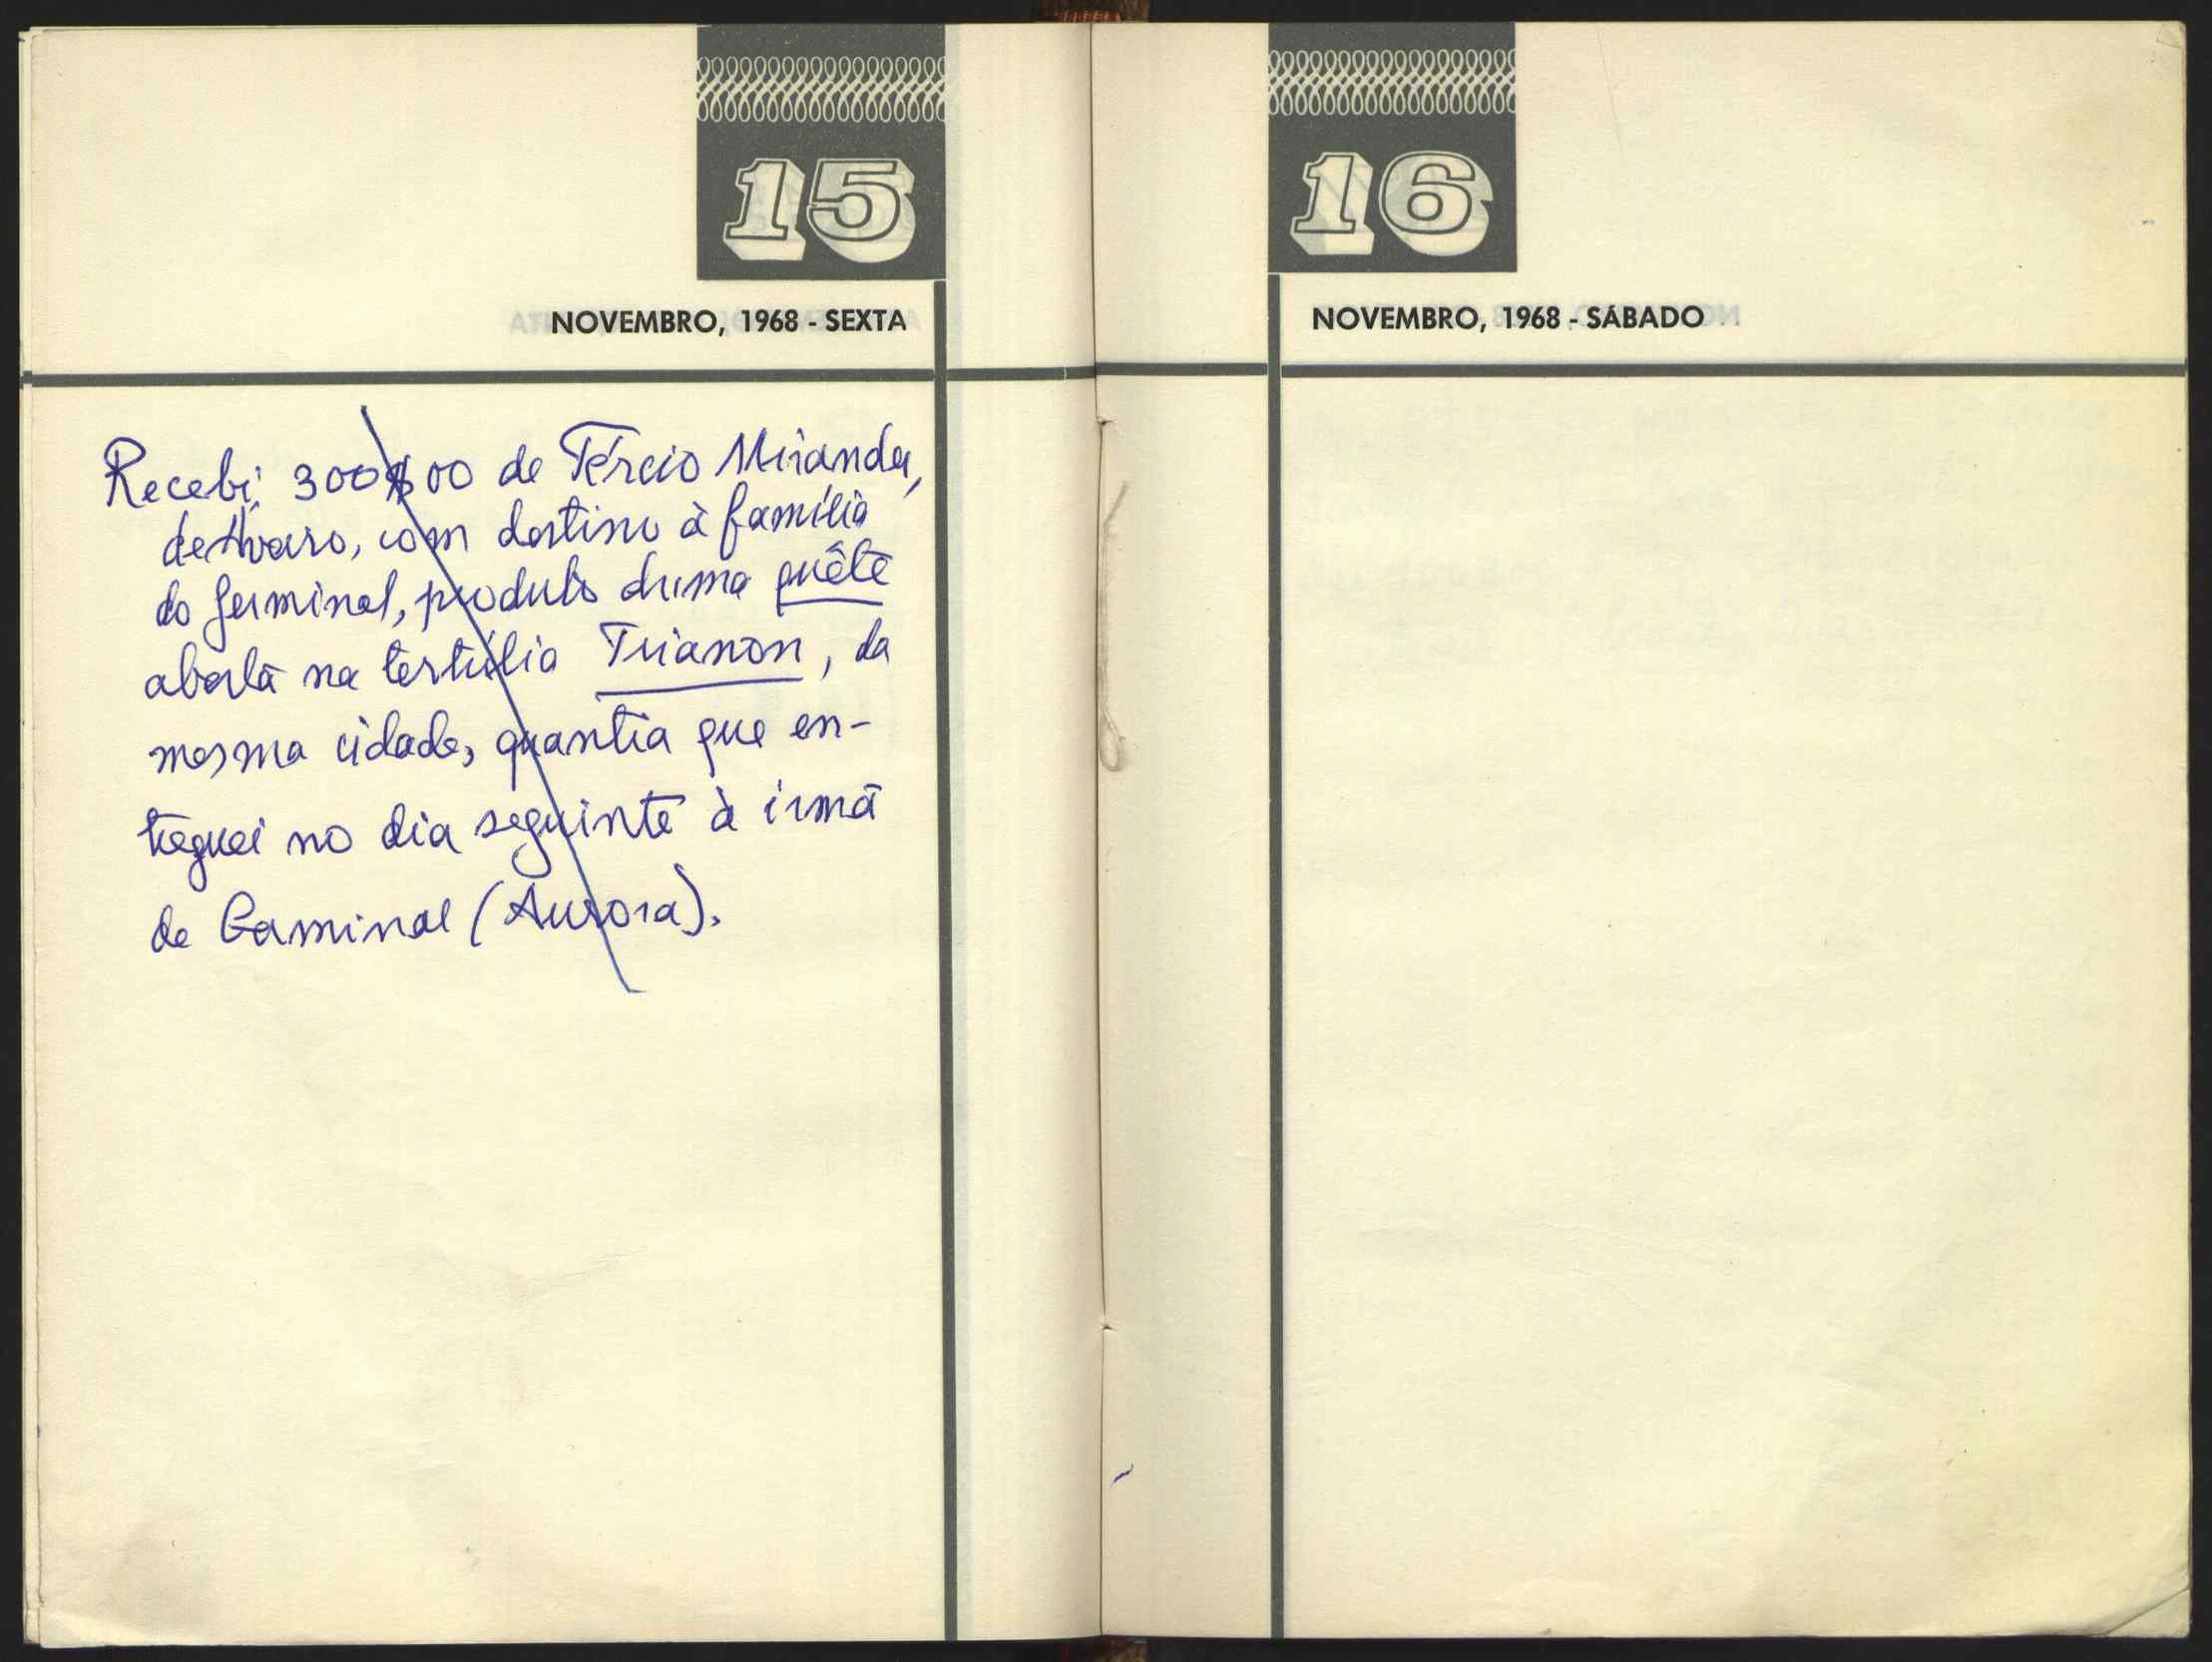 15
NOVEMBRO, 1968 - SEXTA
Recebi 300$00 de Tércio Miranda,
de Aveiro, com destino à família
do Germinal, produto duma quête
aberta na tertúlia Trianon, da
mesma cidade, quantia que en-
treguei no dia seguinte à irmã
de Germinal (Aurora).
16
NOVEMBRO, 1968 - SÁBADO